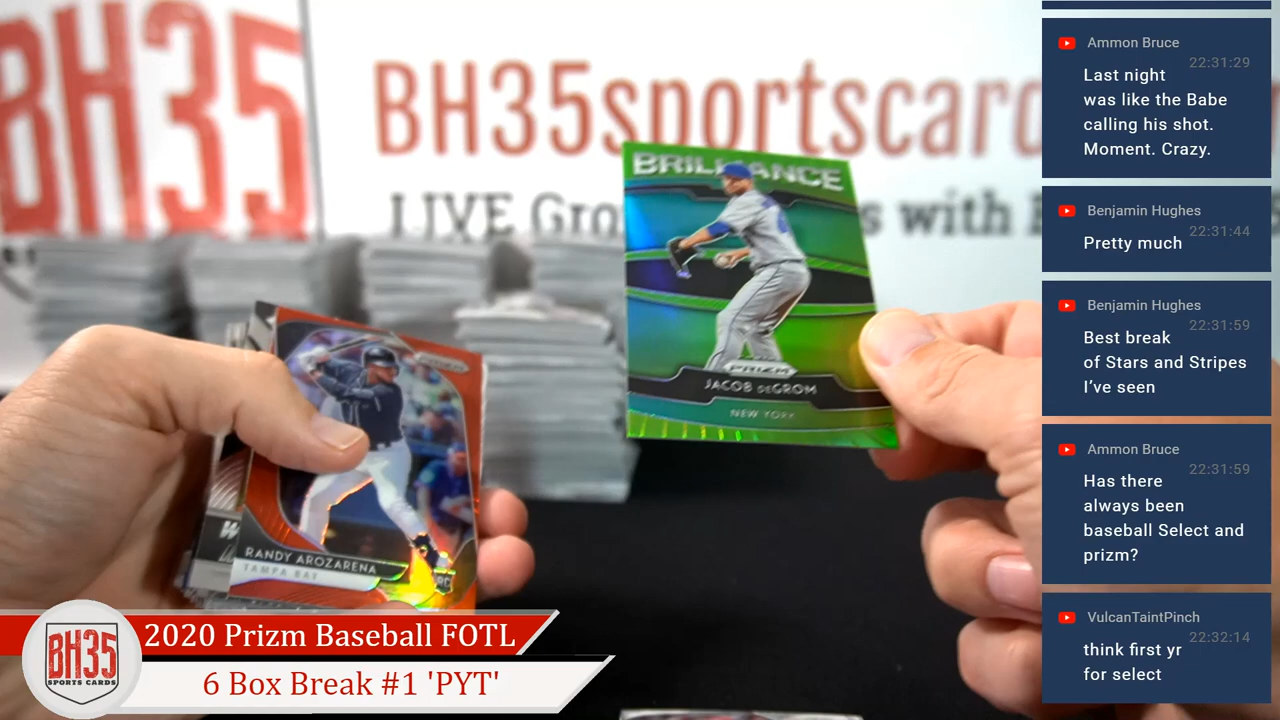 BH35
BH35sportscard
LIVE Gro
s with
BRILLIANCE
PRIZM
JACOB deGROM
NEW YORK
RANDY AROZARENA
TAMPA BAY
RC
BH35
SPORTS CARDS
2020 Prizm Baseball FOTL
6 Box Break #1 'PYT'
Ammon Bruce
22:31:29
Last night
was like the Babe
calling his shot.
Moment. Crazy.
Benjamin Hughes
22:31:44
Pretty much
Benjamin Hughes
22:31:59
Best break
of Stars and Stripes
I've seen
Ammon Bruce
22:31:59
Has there
always been
baseball Select and
prizm?
VulcanTaintPinch
22:32:14
think first yr
for select